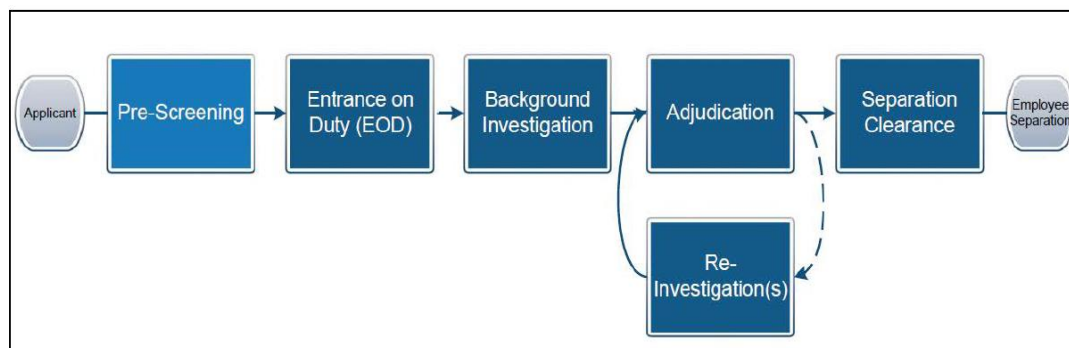 Applicant
Pre-Screening
Entrance on
Duty (EOD)
Background
Investigation
Adjudication
Separation
Clearance
Employee
Separation
Re-
Investigation(s)